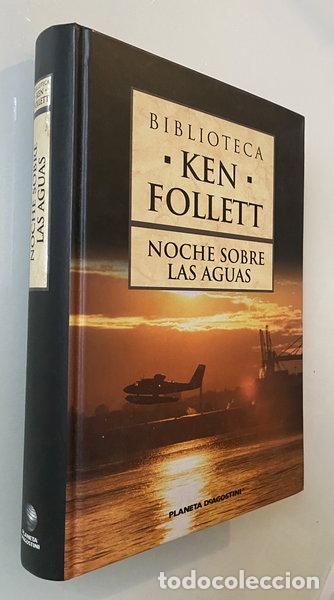 BIBLIOTECA
KEN
FOLLETT
NOCHE SOBRE
LAS AGUAS
PLANETA DEAGOSTINI
BIBLIOTECA
KEN
FOLLETT
NOCHE SOBRE
LAS AGUAS
PLANETA
DEAGOSTINI
todocoleccion